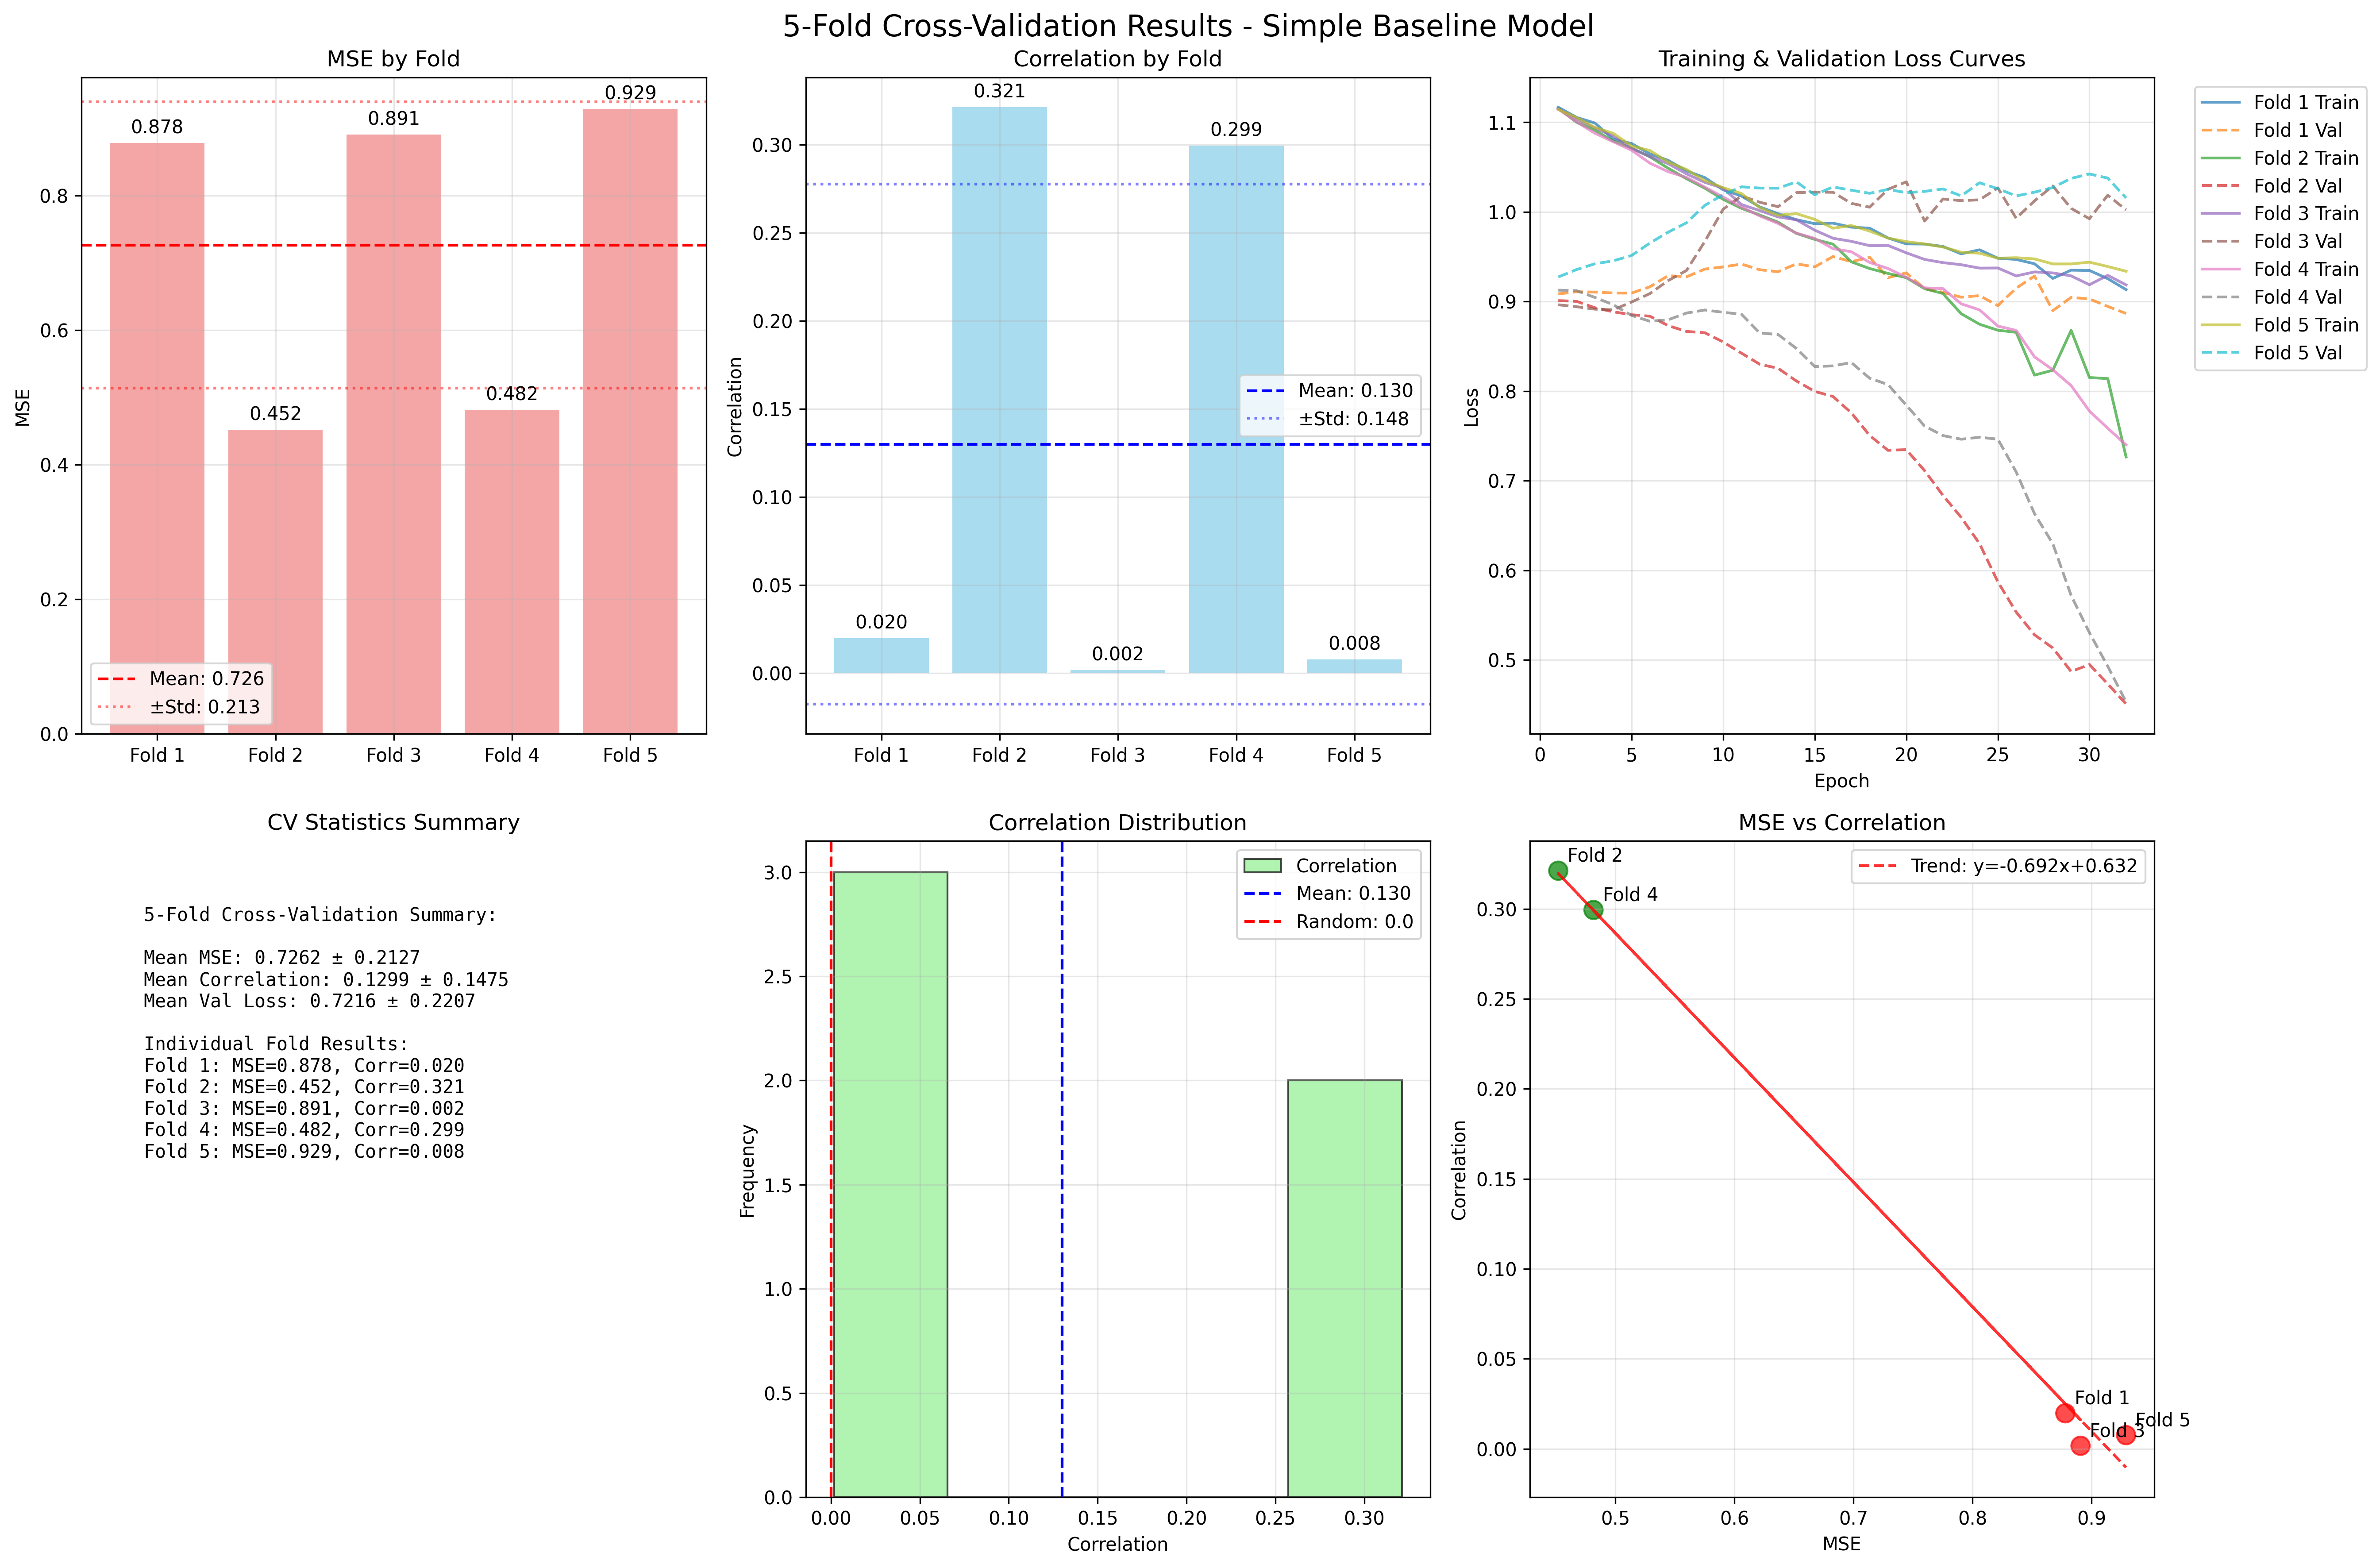 5-Fold Cross-Validation Results - Simple Baseline Model
MSE by Fold
MSE
0.8
0.6
0.4
0.2
0.0
0.878
0.452
0.891
0.482
0.929
Mean: 0.726
±Std: 0.213
Fold 1
Fold 2
Fold 3
Fold 4
Fold 5
Correlation by Fold
Correlation
0.30
0.25
0.20
0.15
0.10
0.05
0.00
0.020
0.321
0.002
0.299
0.008
Mean: 0.130
±Std: 0.148
Fold 1
Fold 2
Fold 3
Fold 4
Fold 5
Training & Validation Loss Curves
Loss
1.1
1.0
0.9
0.8
0.7
0.6
0.5
0
5
10
15
20
25
30
Epoch
Fold 1 Train
Fold 1 Val
Fold 2 Train
Fold 2 Val
Fold 3 Train
Fold 3 Val
Fold 4 Train
Fold 4 Val
Fold 5 Train
Fold 5 Val
CV Statistics Summary
5-Fold Cross-Validation Summary:
Mean MSE: 0.7262 ± 0.2127
Mean Correlation: 0.1299 ± 0.1475
Mean Val Loss: 0.7216 ± 0.2207
Individual Fold Results:
Fold 1: MSE=0.878, Corr=0.020
Fold 2: MSE=0.452, Corr=0.321
Fold 3: MSE=0.891, Corr=0.002
Fold 4: MSE=0.482, Corr=0.299
Fold 5: MSE=0.929, Corr=0.008
Correlation Distribution
Frequency
3.0
2.5
2.0
1.5
1.0
0.5
0.0
Correlation
Mean: 0.130
Random: 0.0
0.00
0.05
0.10
0.15
0.20
0.25
0.30
Correlation
MSE vs Correlation
Correlation
0.30
0.25
0.20
0.15
0.10
0.05
0.00
Trend: y=-0.692x+0.632
Fold 2
Fold 4
Fold 1
Fold 5
Fold 3
0.5
0.6
0.7
0.8
0.9
MSE